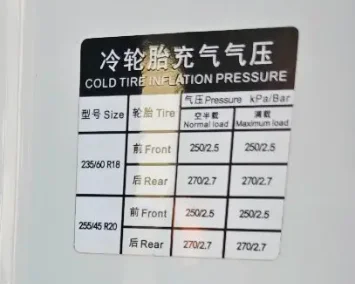 冷轮胎充气气压
COLD TIRE INFLATION PRESSURE
型号 Size 轮胎 Tire 气压 Pressure kPa/Bar
空半载 Normal load 满载 Maximum load
235/60 R18 前 Front 250/2.5 250/2.5
后 Rear 270/2.7 270/2.7
255/45 R20 前 Front 250/2.5 250/2.5
后 Rear 270/2.7 270/2.7